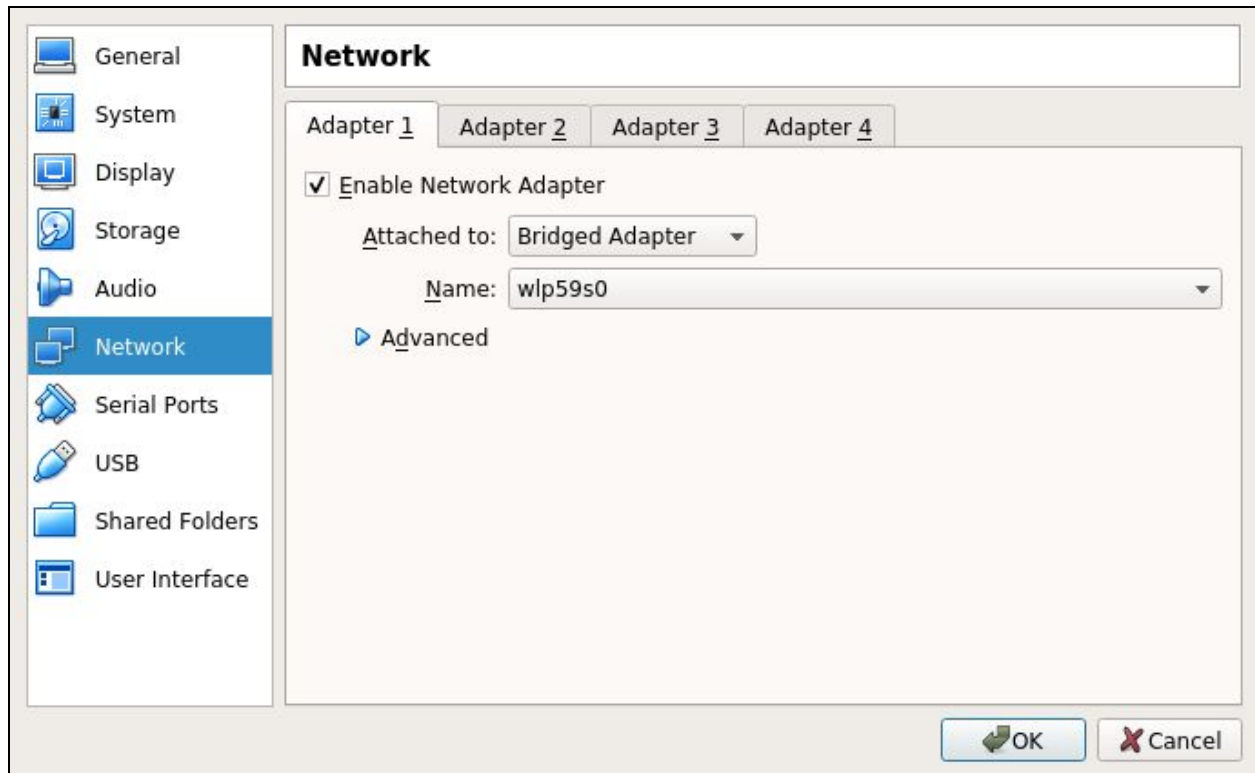 General
System
Display
Storage
Audio
Network
Serial Ports
USB
Shared Folders
User Interface
Network
Adapter 1 Adapter 2 Adapter 3 Adapter 4
Enable Network Adapter
Attached to: Bridged Adapter
Name: wlp59s0
Advanced
OK Cancel